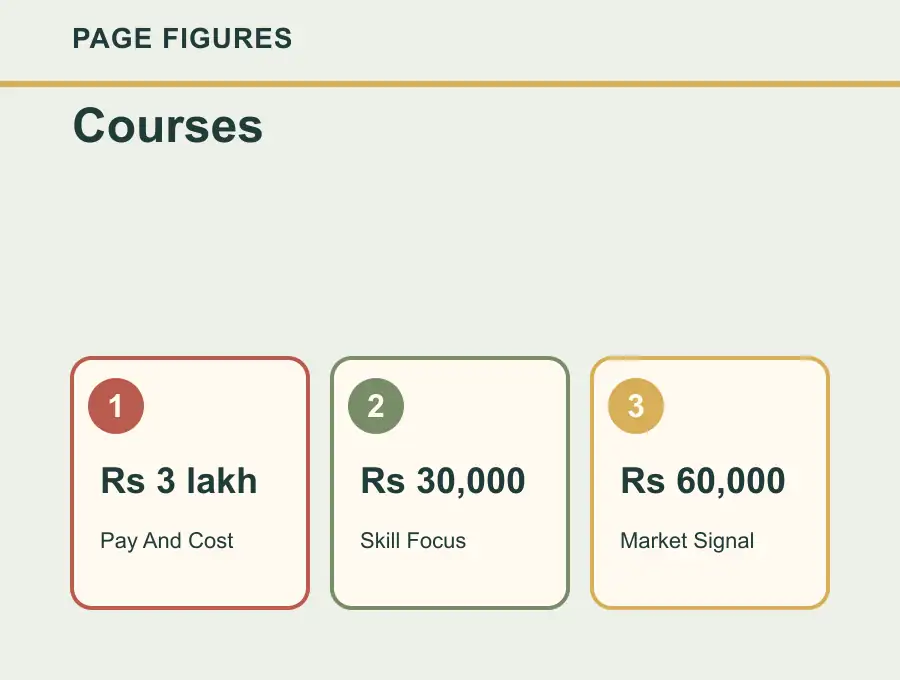 PAGE FIGURES
Courses
1
2
3
Rs 3 lakh
Rs 30,000
Rs 60,000
Pay And Cost
Skill Focus
Market Signal